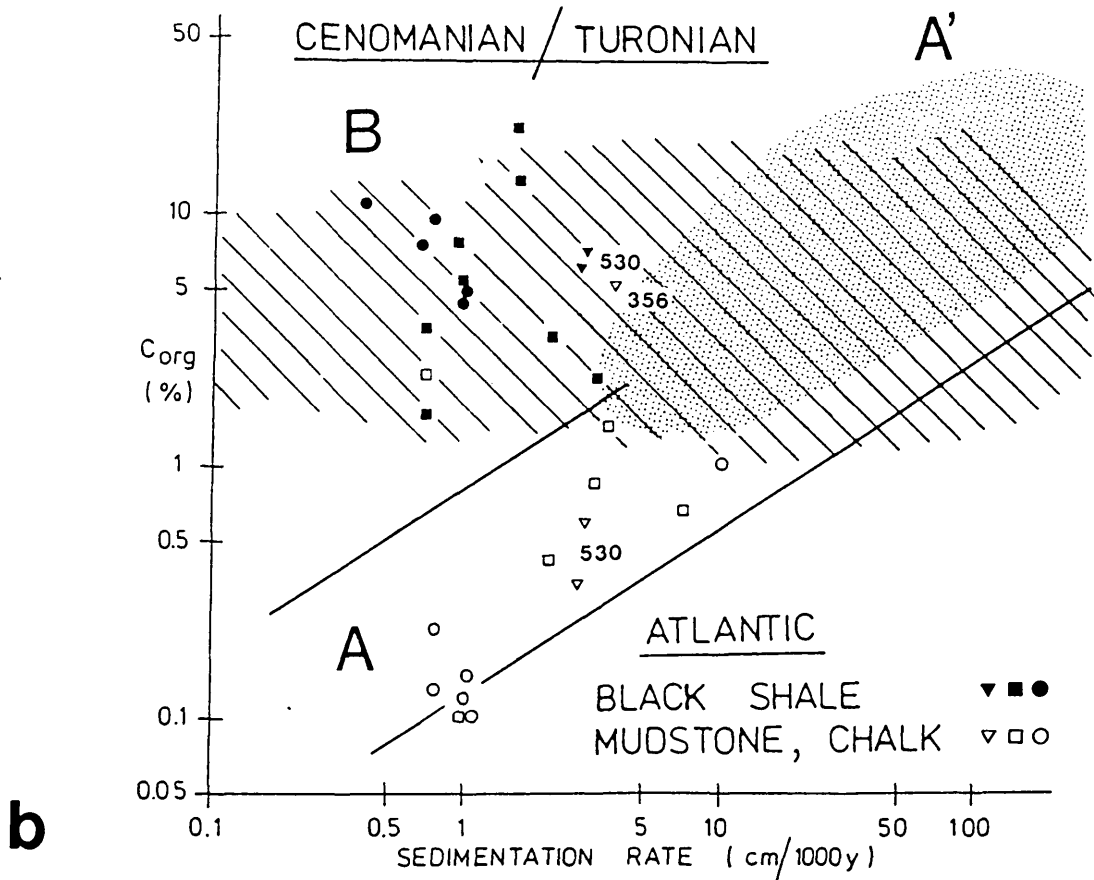 CENOMANIAN / TURONIAN
A'
B
50
10
5
1
0.5
0.1
0.05
Corg
(%)
530
356
530
A
ATLANTIC
BLACK SHALE
MUDSTONE, CHALK
0.1
0.5
1
5
10
50
100
SEDIMENTATION RATE (cm/1000y)
b